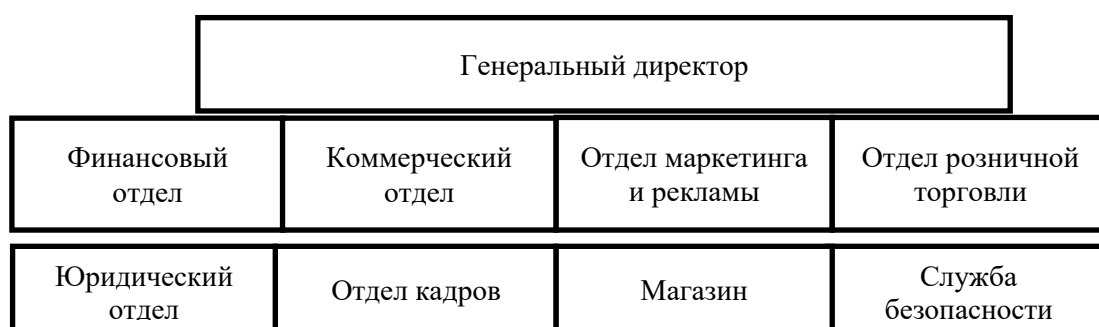 Генеральный директор
Финансовый
отдел
Коммерческий
отдел
Отдел маркетинга
и рекламы
Отдел розничной
торговли
Юридический
отдел
Отдел кадров
Магазин
Служба
безопасности